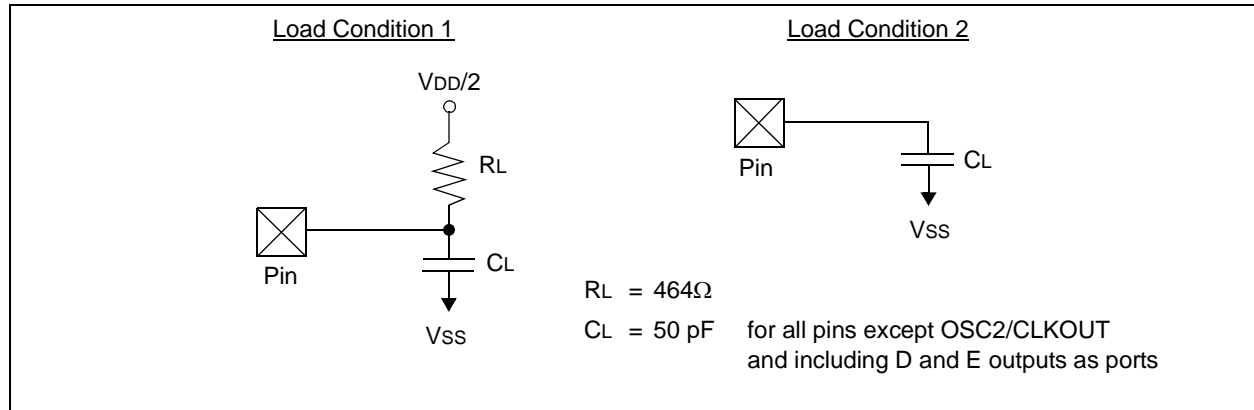 Load Condition 1
VDD/2
RL
Pin
CL
VSS
Load Condition 2
Pin
CL
VSS
RL = 464Ω
CL = 50 pF for all pins except OSC2/CLKOUT
and including D and E outputs as ports